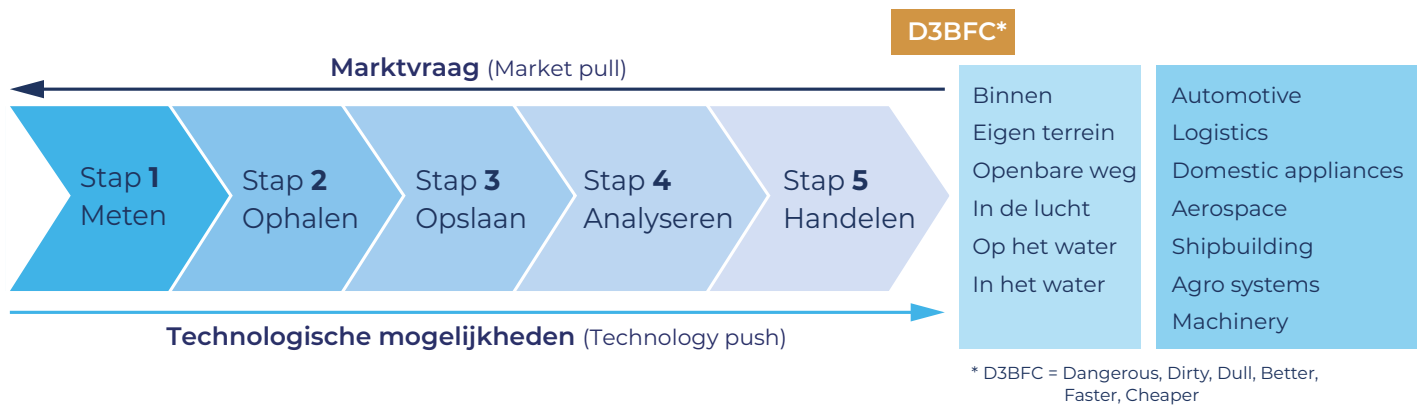 D3BFC*
Marktvraag (Market pull)
Stap 1
Meten
Stap 2
Ophalen
Stap 3
Opslaan
Stap 4
Analyseren
Stap 5
Handelen
Technologische mogelijkheden (Technology push)
Binnen
Eigen terrein
Openbare weg
In de lucht
Op het water
In het water
Automotive
Logistics
Domestic appliances
Aerospace
Shipbuilding
Agro systems
Machinery
* D3BFC = Dangerous, Dirty, Dull, Better,
Faster, Cheaper